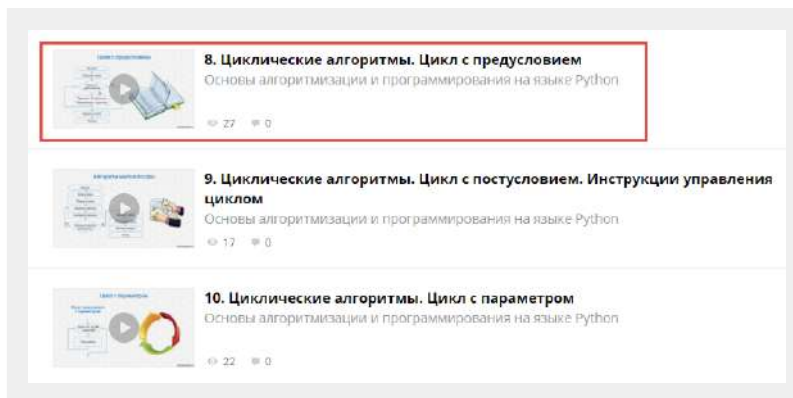 8. Циклические алгоритмы. Цикл с предусловием
Основы алгоритмизации и программирования на языке Python
27 0
9. Циклические алгоритмы. Цикл с постусловием. Инструкции управления
циклом
Основы алгоритмизации и программирования на языке Python
17 0
10. Циклические алгоритмы. Цикл с параметром
Основы алгоритмизации и программирования на языке Python
22 0